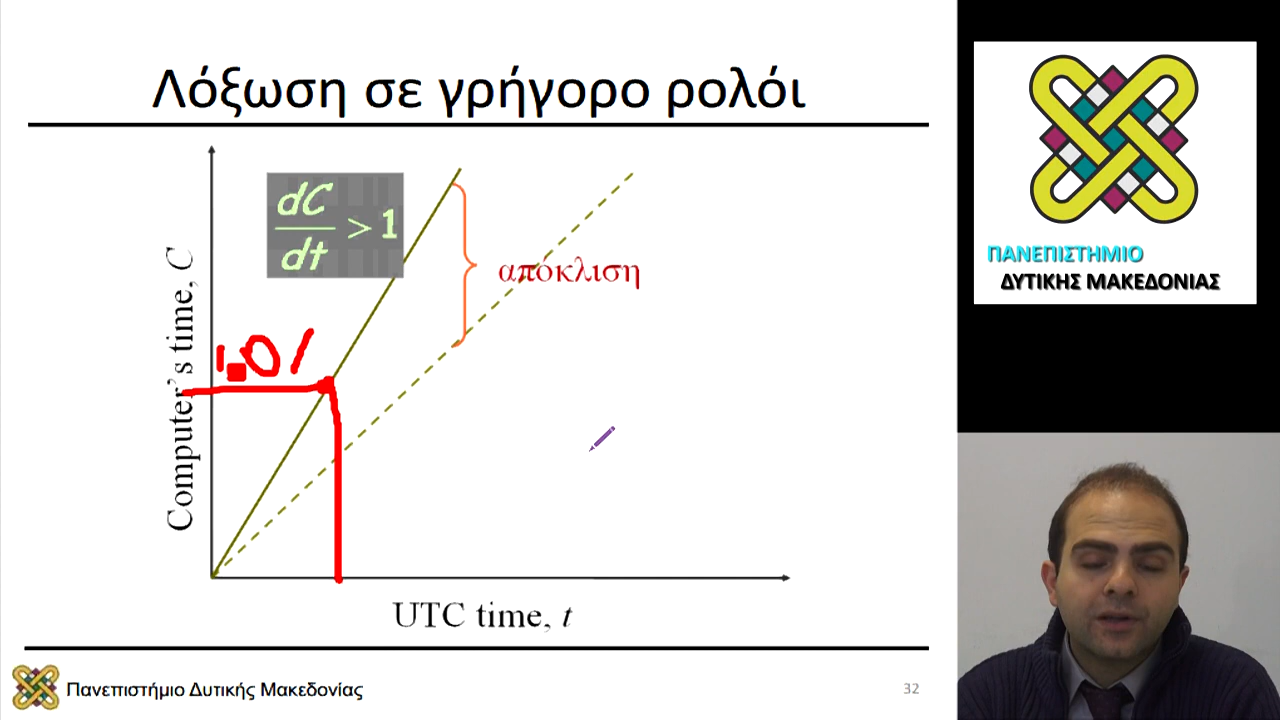 Λόξωση σε γρήγορο ρολόι
dC
dt
> 1
απόκλιση
1.01
Computer's time, C
UTC time, t
Πανεπιστήμιο Δυτικής Μακεδονίας
32
ΠΑΝΕΠΙΣΤΗΜΙΟ
ΔΥΤΙΚΗΣ ΜΑΚΕΔΟΝΙΑΣ